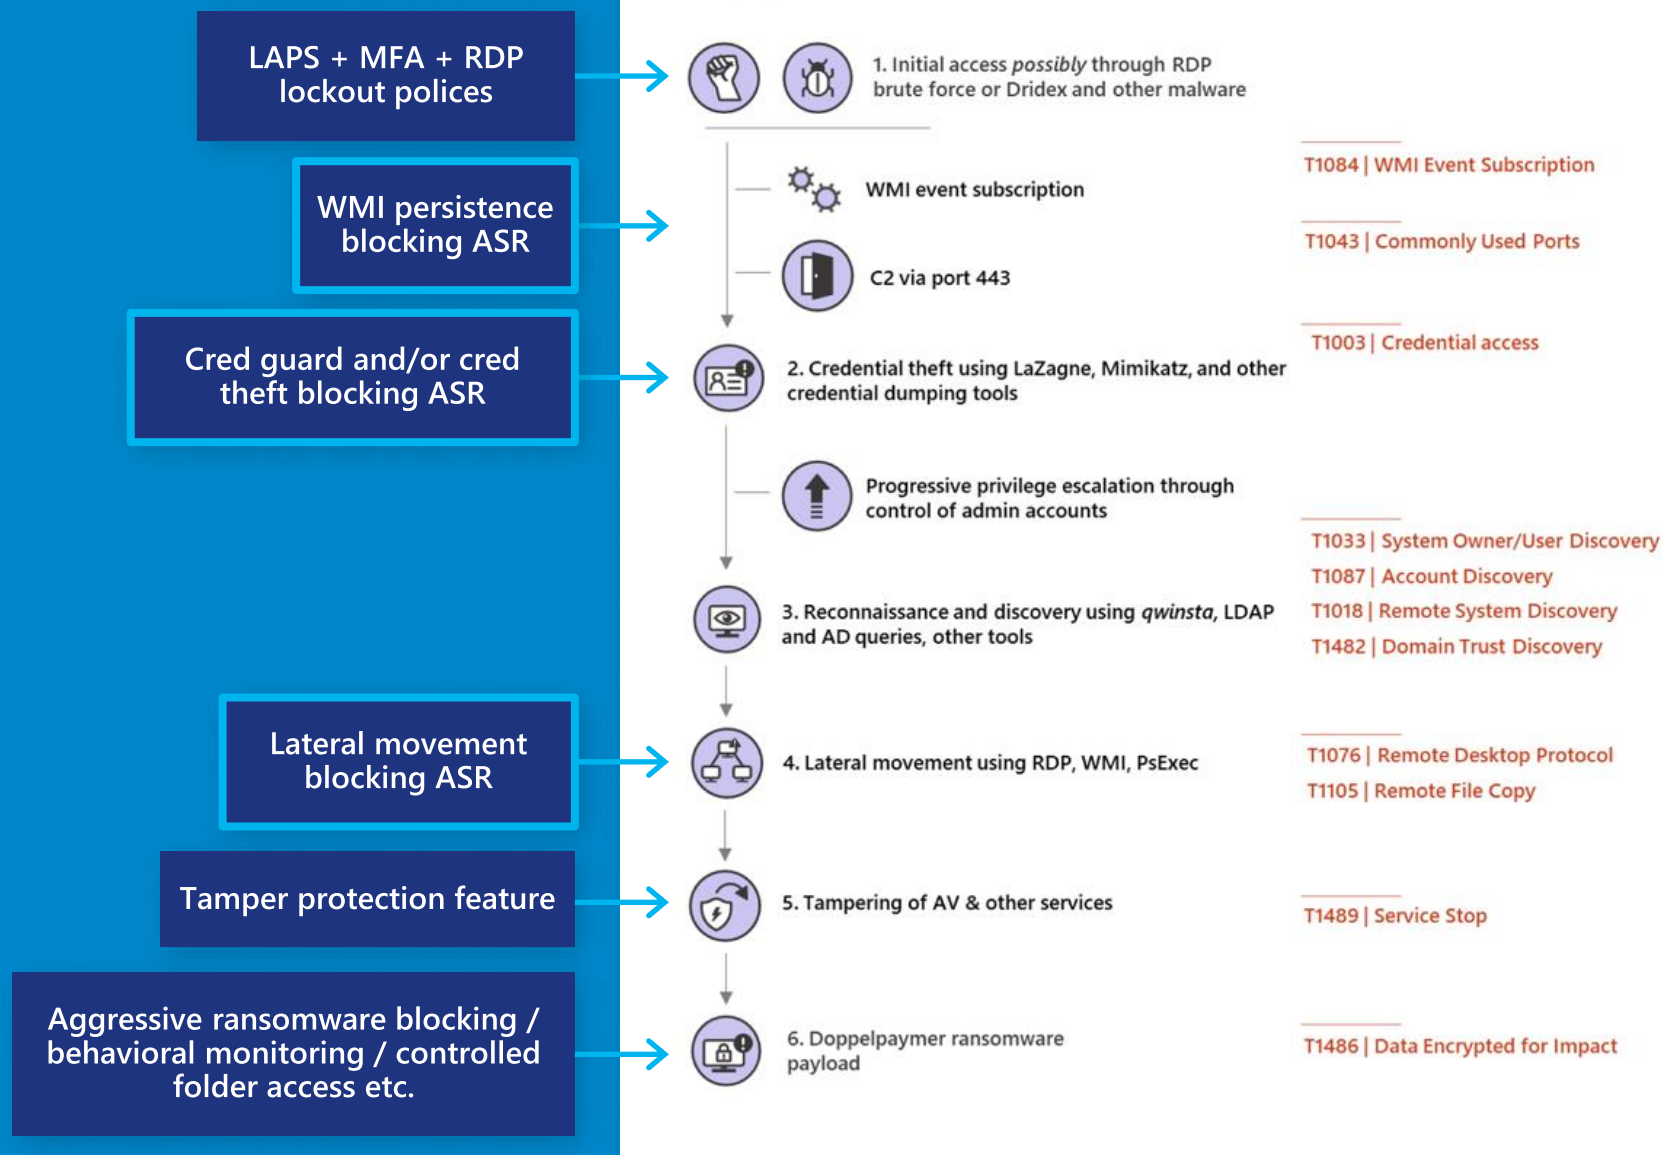 LAPS + MFA + RDP
lockout polices
1. Initial access possibly through RDP
brute force or Dridex and other malware
WMI persistence
blocking ASR
WMI event subscription
T1084 | WMI Event Subscription
C2 via port 443
T1043 | Commonly Used Ports
Cred guard and/or cred
theft blocking ASR
2. Credential theft using LaZagne, Mimikatz, and other
credential dumping tools
T1003 | Credential access
Progressive privilege escalation through
control of admin accounts
3. Reconnaissance and discovery using qwinsta, LDAP
and AD queries, other tools
T1033 | System Owner/User Discovery
T1087 | Account Discovery
T1018 | Remote System Discovery
T1482 | Domain Trust Discovery
Lateral movement
blocking ASR
4. Lateral movement using RDP, WMI, PsExec
T1076 | Remote Desktop Protocol
T1105 | Remote File Copy
Tamper protection feature
5. Tampering of AV & other services
T1489 | Service Stop
Aggressive ransomware blocking /
behavioral monitoring / controlled
folder access etc.
6. Doppelpaymer ransomware
payload
T1486 | Data Encrypted for Impact